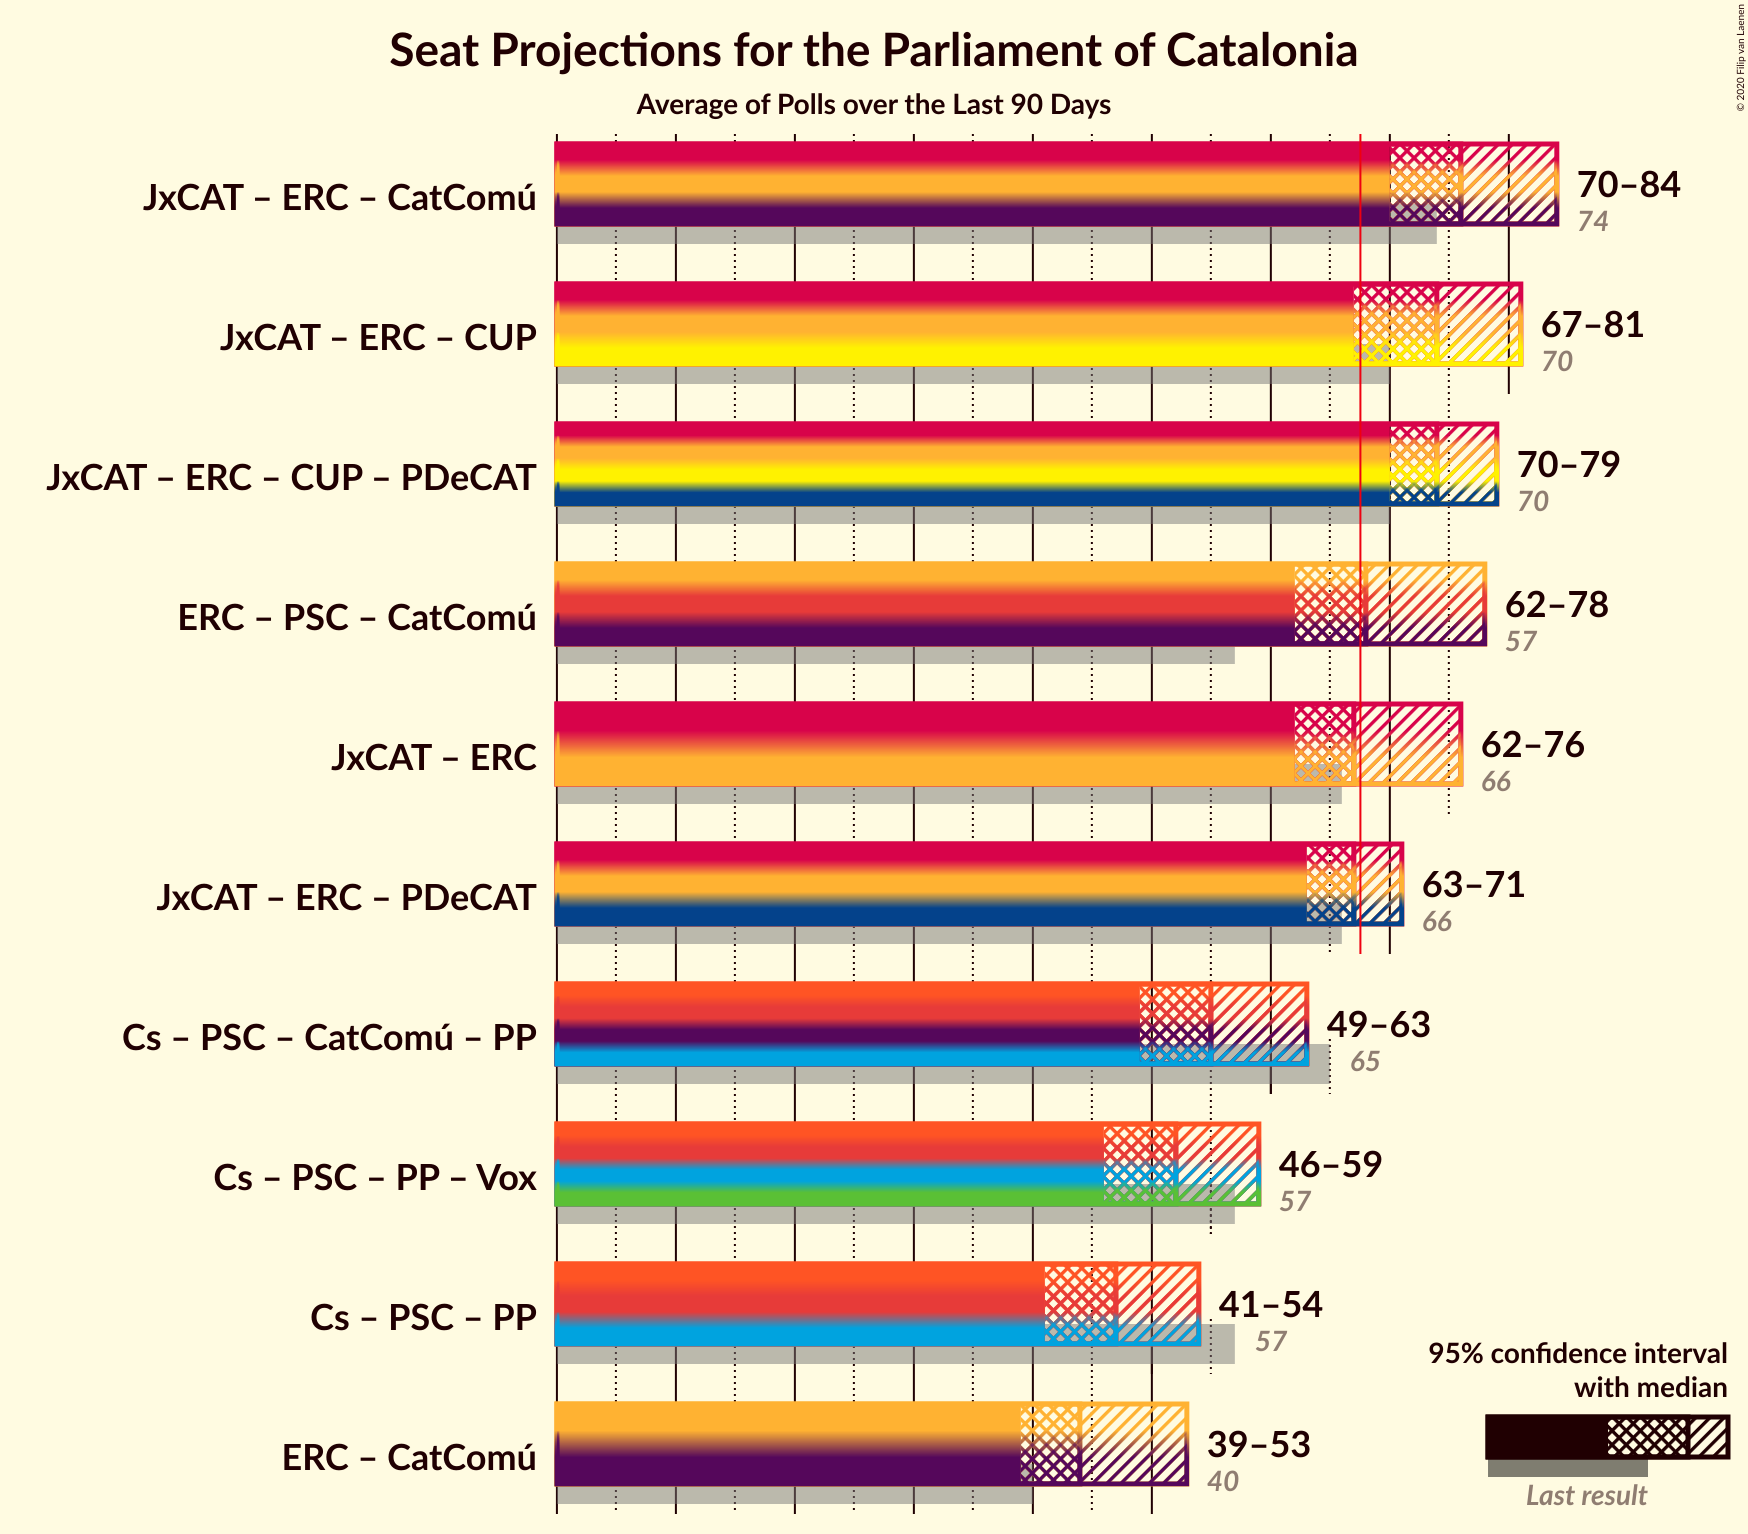 Seat Projections for the Parliament of Catalonia
Average of Polls over the Last 90 Days
© 2020 Filip van Laenen
JxCAT – ERC – CatComú
70–84
74
JxCAT – ERC – CUP
67–81
70
JxCAT – ERC – CUP – PDeCAT
70–79
70
ERC – PSC – CatComú
62–78
57
JxCAT – ERC
62–76
66
JxCAT – ERC – PDeCAT
63–71
66
Cs – PSC – CatComú – PP
49–63
65
Cs – PSC – PP – Vox
46–59
57
Cs – PSC – PP
41–54
57
ERC – CatComú
39–53
40
95% confidence interval
with median
Last result